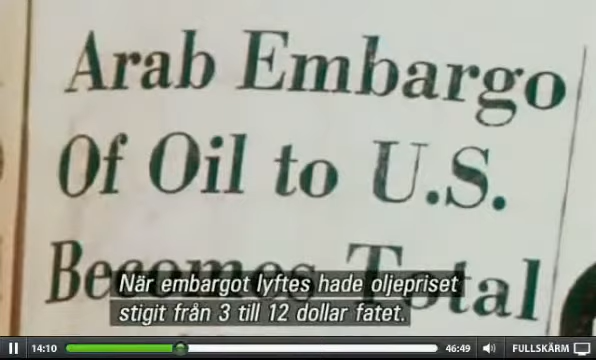 Arab Embargo
Of Oil to U.S.
Becomes Total
När embargot lyftes hade oljepriset
stigit från 3 till 12 dollar fatet.
14:10
46:49
FULLSKÄRM